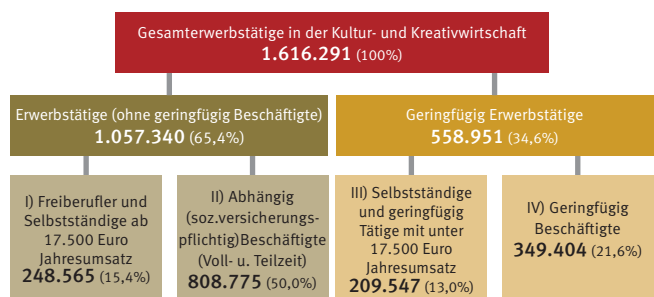 Gesamterwerbstätige in der Kultur- und Kreativwirtschaft
1.616.291 (100%)
Erwerbstätige (ohne geringfügig Beschäftigte)
1.057.340 (65,4%)
Geringfügig Erwerbstätige
558.951 (34,6%)
I) Freiberufler und
Selbstständige ab
17.500 Euro
Jahresumsatz
248.565 (15,4%)
II) Abhängig
(soz.versicherungs-
pflichtig)Beschäftigte
(Voll- u. Teilzeit)
808.775 (50,0%)
III) Selbstständige
und geringfügig
Tätige mit unter
17.500 Euro
Jahresumsatz
209.547 (13,0%)
IV) Geringfügig
Beschäftigte
349.404 (21,6%)